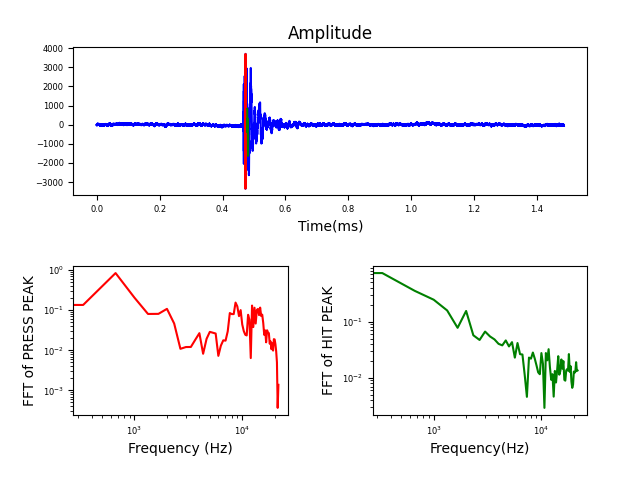 Amplitude
4000
3000
2000
1000
0
−1000
−2000
−3000
0.0 0.2 0.4 0.6 0.8 1.0 1.2 1.4
Time(ms)
FFT of PRESS PEAK
10⁰
10⁻¹
10⁻²
10⁻³
10³ 10⁴
Frequency (Hz)
FFT of HIT PEAK
10⁻¹
10⁻²
10³ 10⁴
Frequency(Hz)